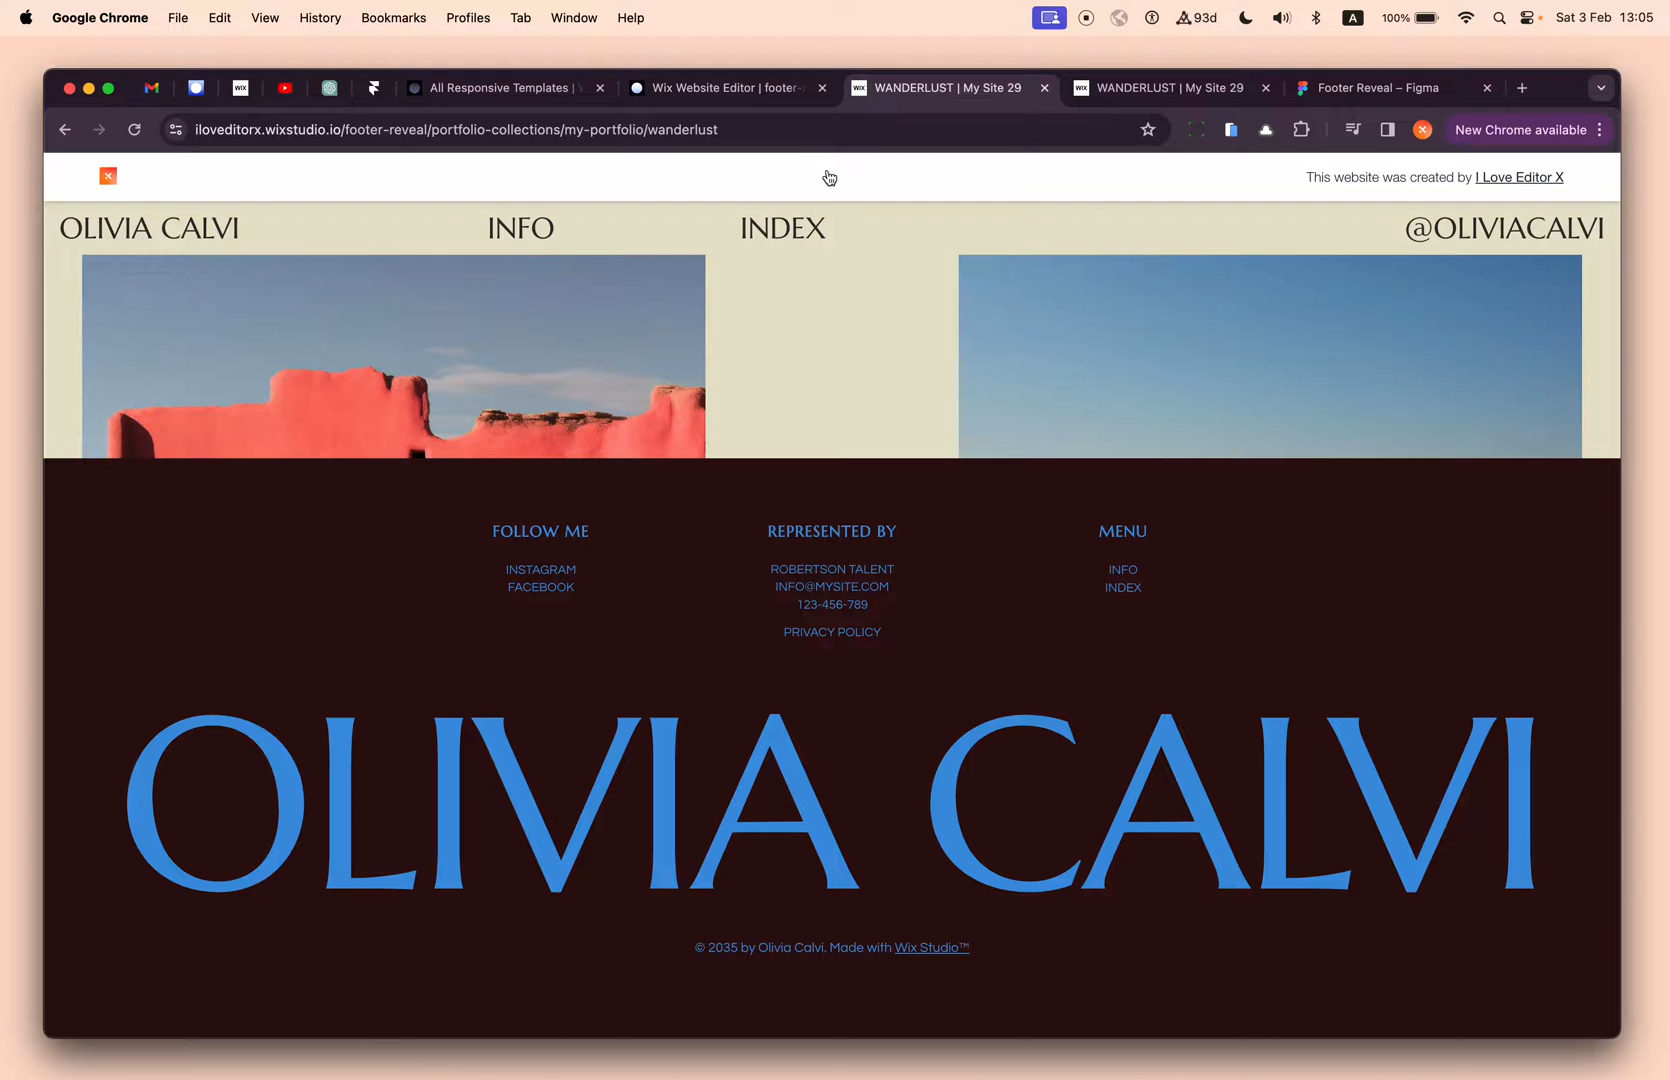 Google Chrome File Edit View History Bookmarks Profiles Tab Window Help
93d A 100% Sat 3 Feb 13:05
WIX All Responsive Templates | Wix Website Editor | footer- WIX WANDERLUST | My Site 29 WIX WANDERLUST | My Site 29 Footer Reveal – Figma
iloveditorx.wixstudio.io/footer-reveal/portfolio-collections/my-portfolio/wanderlust New Chrome available
This website was created by I Love Editor X
OLIVIA CALVI INFO INDEX @OLIVIACALVI
FOLLOW ME
INSTAGRAM
FACEBOOK
REPRESENTED BY
ROBERTSON TALENT
INFO@MYSITE.COM
123-456-789
PRIVACY POLICY
MENU
INFO
INDEX
OLIVIA CALVI
© 2035 by Olivia Calvi. Made with Wix Studio™